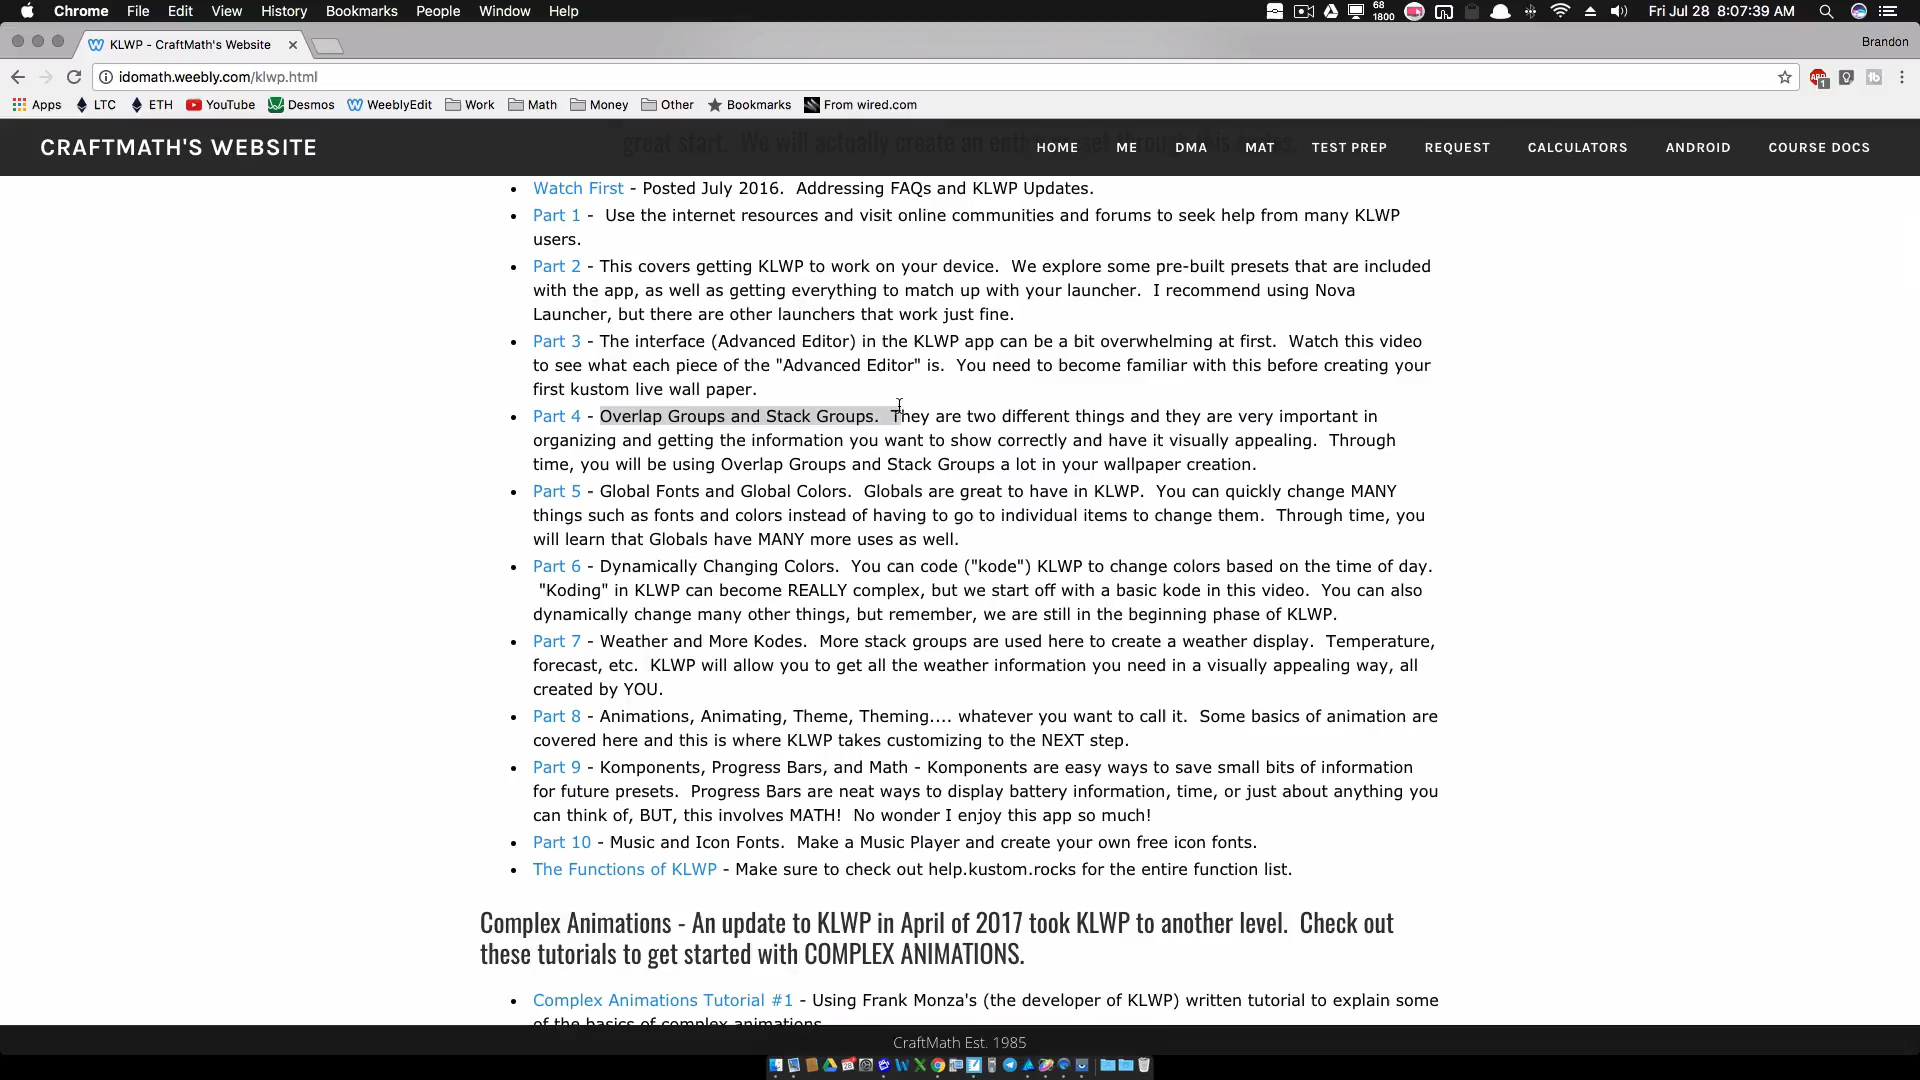 Chrome File Edit View History Bookmarks People Window Help 68 1800 Fri Jul 28 8:07:39 AM
KLWP - CraftMath's Website Brandon
idomath.weebly.com/klwp.html
Apps LTC ETH YouTube Desmos WeeblyEdit Work Math Money Other Bookmarks From wired.com
great start. We will actually create an entire preset through this series.
CRAFTMATH'S WEBSITE HOME ME DMA MAT TEST PREP REQUEST CALCULATORS ANDROID COURSE DOCS
Watch First - Posted July 2016. Addressing FAQs and KLWP Updates.
Part 1 - Use the internet resources and visit online communities and forums to seek help from many KLWP
users.
Part 2 - This covers getting KLWP to work on your device. We explore some pre-built presets that are included
with the app, as well as getting everything to match up with your launcher. I recommend using Nova
Launcher, but there are other launchers that work just fine.
Part 3 - The interface (Advanced Editor) in the KLWP app can be a bit overwhelming at first. Watch this video
to see what each piece of the "Advanced Editor" is. You need to become familiar with this before creating your
first kustom live wall paper.
Part 4 - Overlap Groups and Stack Groups. They are two different things and they are very important in
organizing and getting the information you want to show correctly and have it visually appealing. Through
time, you will be using Overlap Groups and Stack Groups a lot in your wallpaper creation.
Part 5 - Global Fonts and Global Colors. Globals are great to have in KLWP. You can quickly change MANY
things such as fonts and colors instead of having to go to individual items to change them. Through time, you
will learn that Globals have MANY more uses as well.
Part 6 - Dynamically Changing Colors. You can code ("kode") KLWP to change colors based on the time of day.
"Koding" in KLWP can become REALLY complex, but we start off with a basic kode in this video. You can also
dynamically change many other things, but remember, we are still in the beginning phase of KLWP.
Part 7 - Weather and More Kodes. More stack groups are used here to create a weather display. Temperature,
forecast, etc. KLWP will allow you to get all the weather information you need in a visually appealing way, all
created by YOU.
Part 8 - Animations, Animating, Theme, Theming.... whatever you want to call it. Some basics of animation are
covered here and this is where KLWP takes customizing to the NEXT step.
Part 9 - Komponents, Progress Bars, and Math - Komponents are easy ways to save small bits of information
for future presets. Progress Bars are neat ways to display battery information, time, or just about anything you
can think of, BUT, this involves MATH! No wonder I enjoy this app so much!
Part 10 - Music and Icon Fonts. Make a Music Player and create your own free icon fonts.
The Functions of KLWP - Make sure to check out help.kustom.rocks for the entire function list.
Complex Animations - An update to KLWP in April of 2017 took KLWP to another level. Check out
these tutorials to get started with COMPLEX ANIMATIONS.
Complex Animations Tutorial #1 - Using Frank Monza's (the developer of KLWP) written tutorial to explain some
of the basics of complex animations.
CraftMath Est. 1985